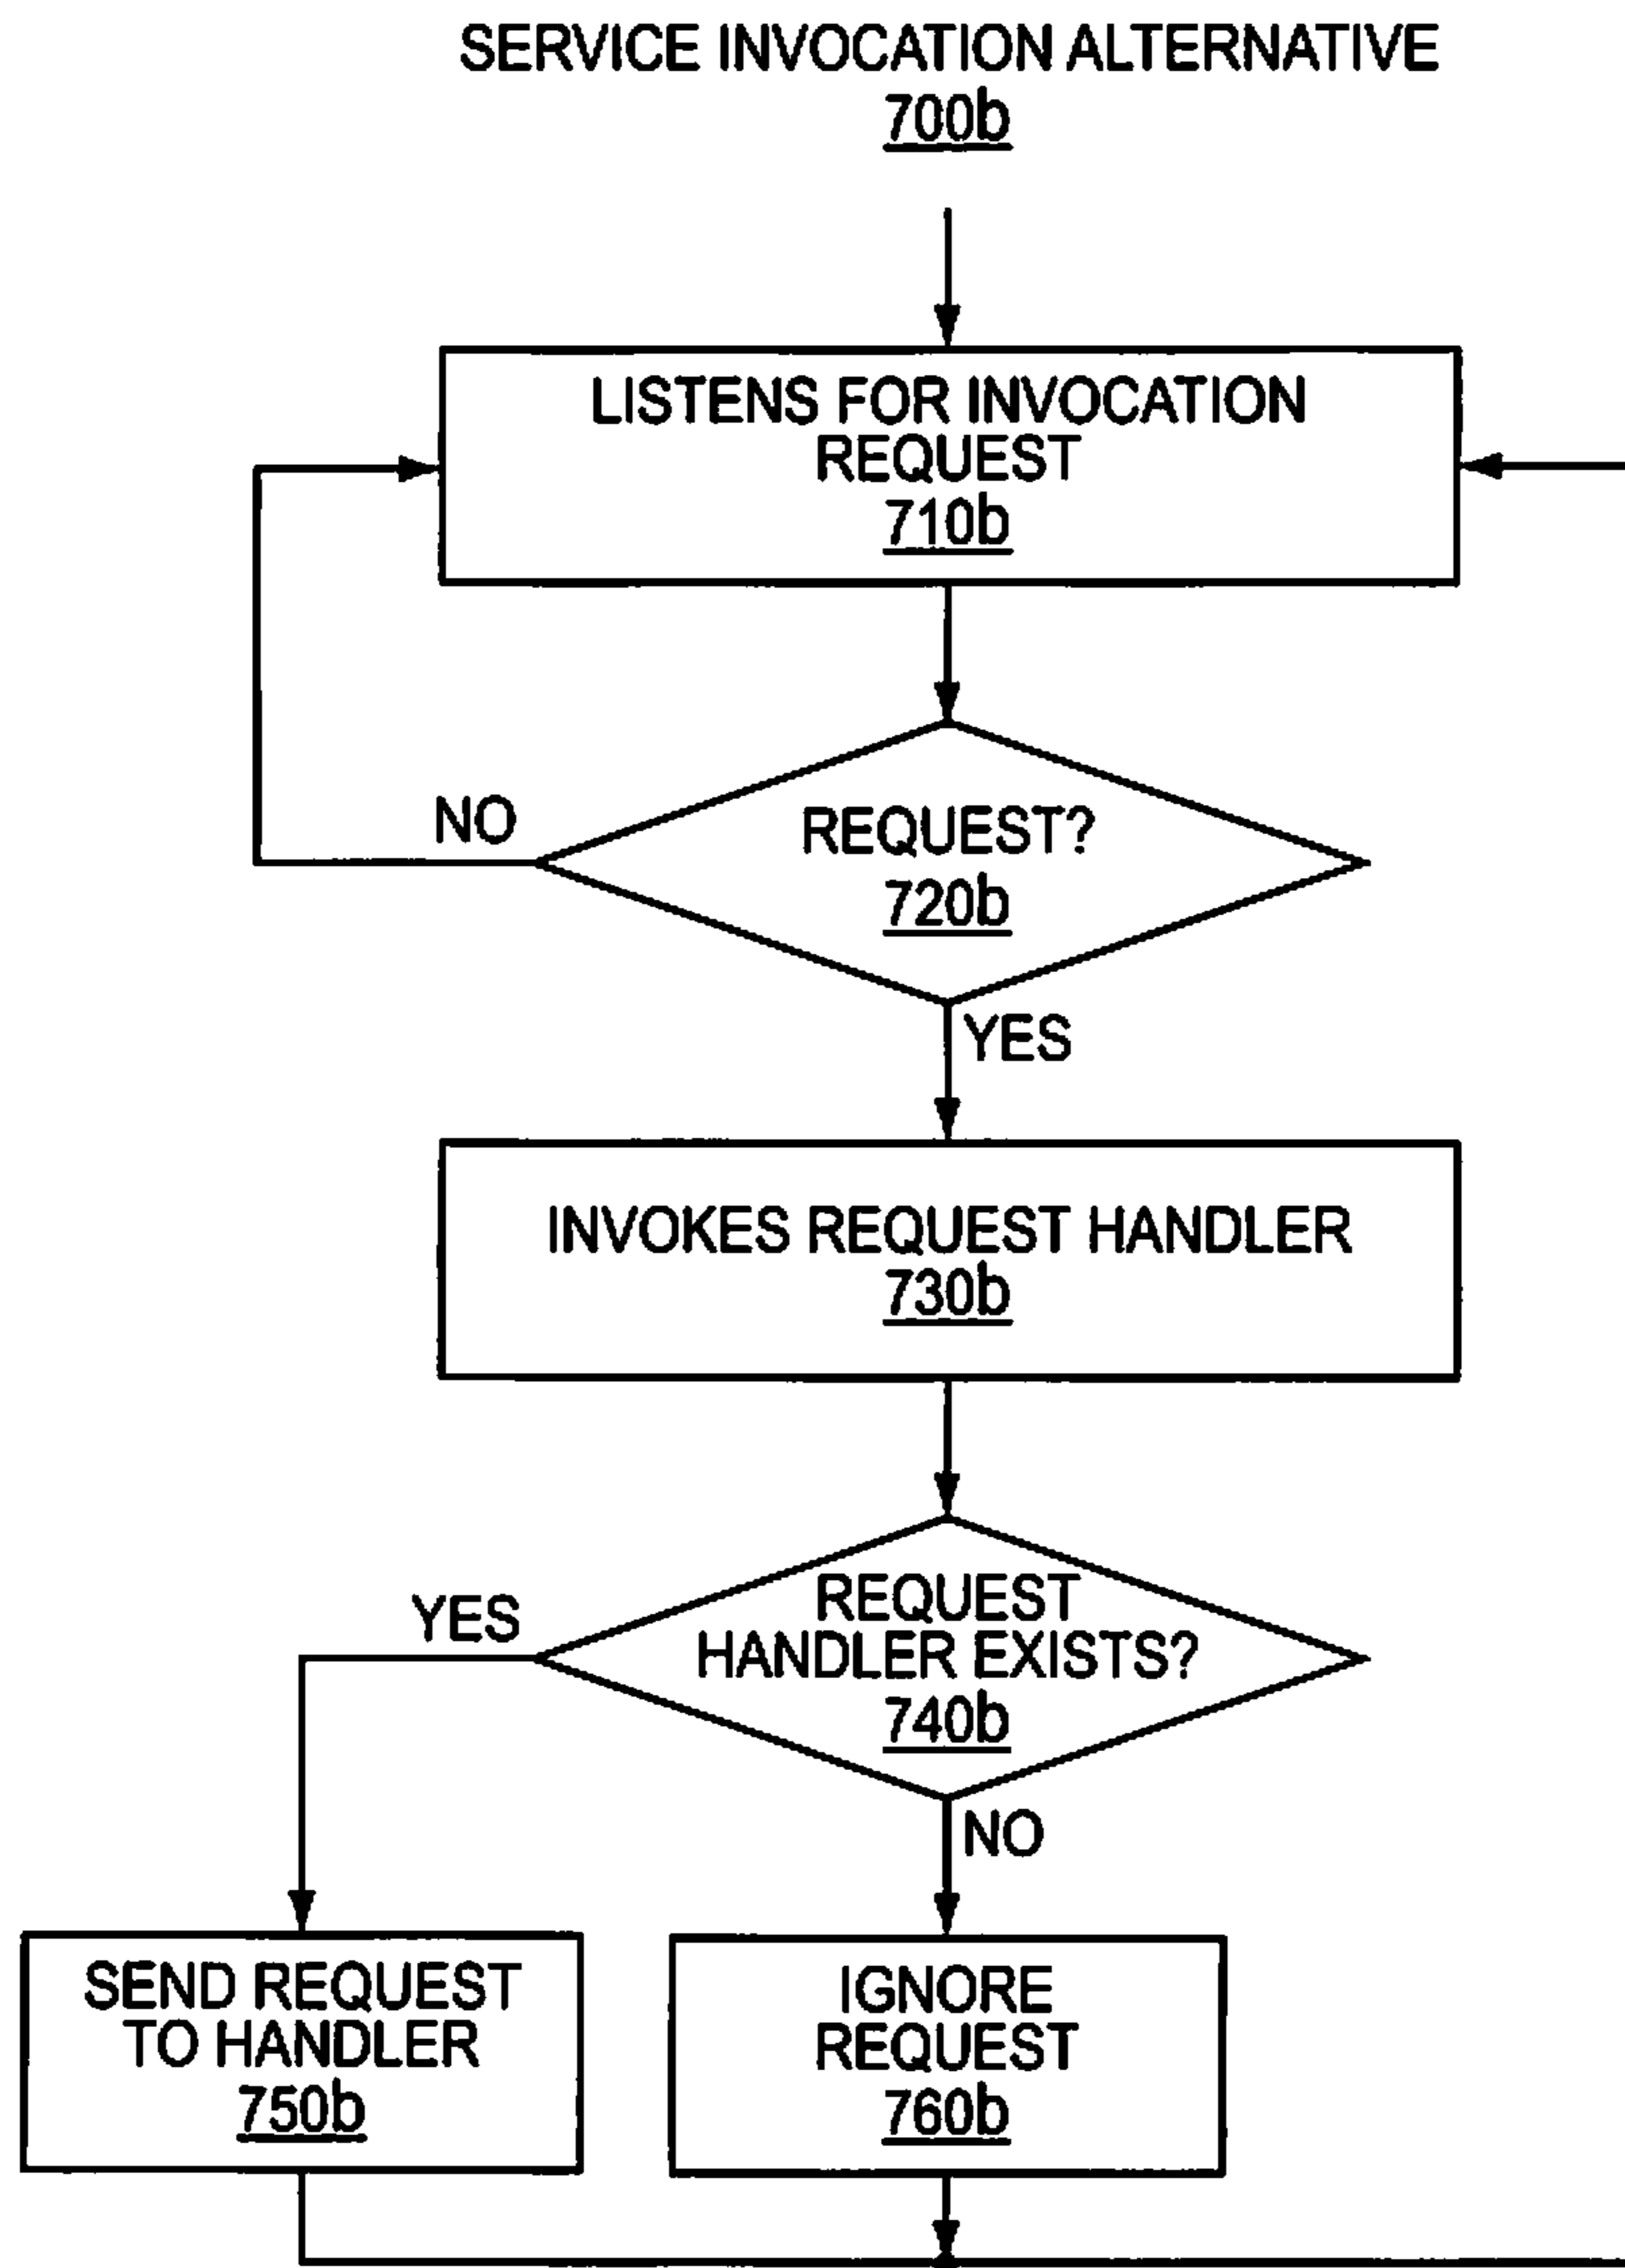 SERVICE INVOCATION ALTERNATIVE
700b
LISTENS FOR INVOCATION
REQUEST
710b
NO
REQUEST?
720b
YES
INVOKES REQUEST HANDLER
730b
YES
REQUEST
HANDLER EXISTS?
740b
NO
SEND REQUEST
TO HANDLER
750b
IGNORE
REQUEST
760b